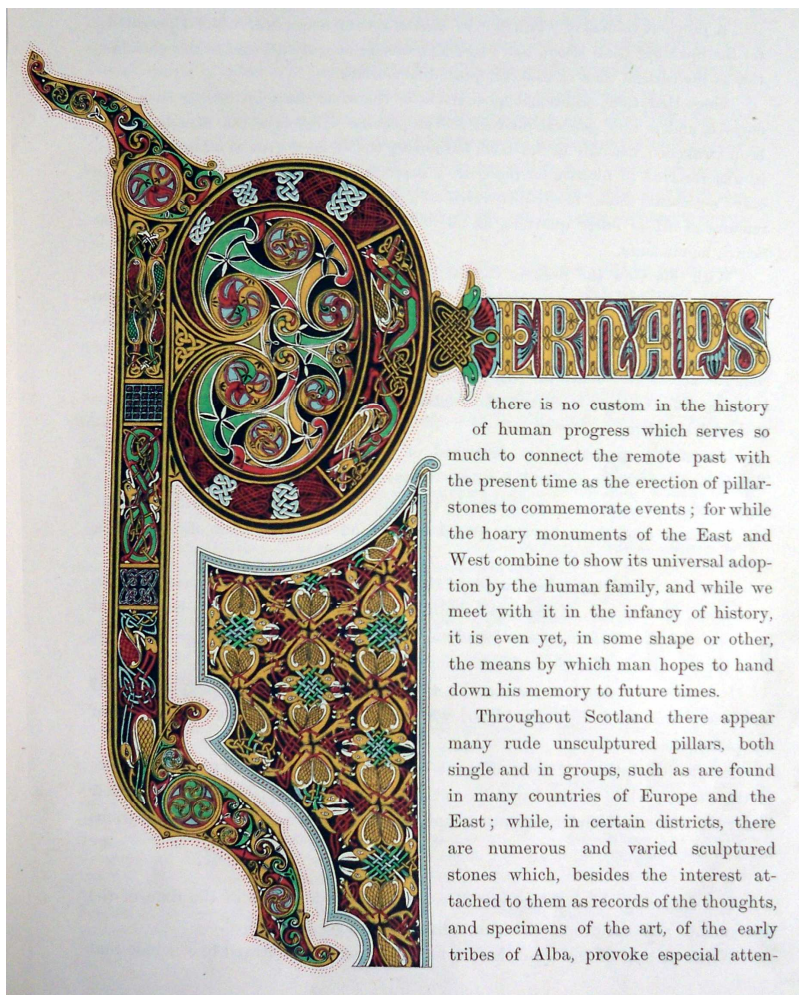 PERHAPS
there is no custom in the history
of human progress which serves so
much to connect the remote past with
the present time as the erection of pillar-
stones to commemorate events ; for while
the hoary monuments of the East and
West combine to show its universal adop-
tion by the human family, and while we
meet with it in the infancy of history,
it is even yet, in some shape or other,
the means by which man hopes to hand
down his memory to future times.
Throughout Scotland there appear
many rude unsculptured pillars, both
single and in groups, such as are found
in many countries of Europe and the
East ; while, in certain districts, there
are numerous and varied sculptured
stones which, besides the interest at-
tached to them as records of the thoughts,
and specimens of the art, of the early
tribes of Alba, provoke especial atten-